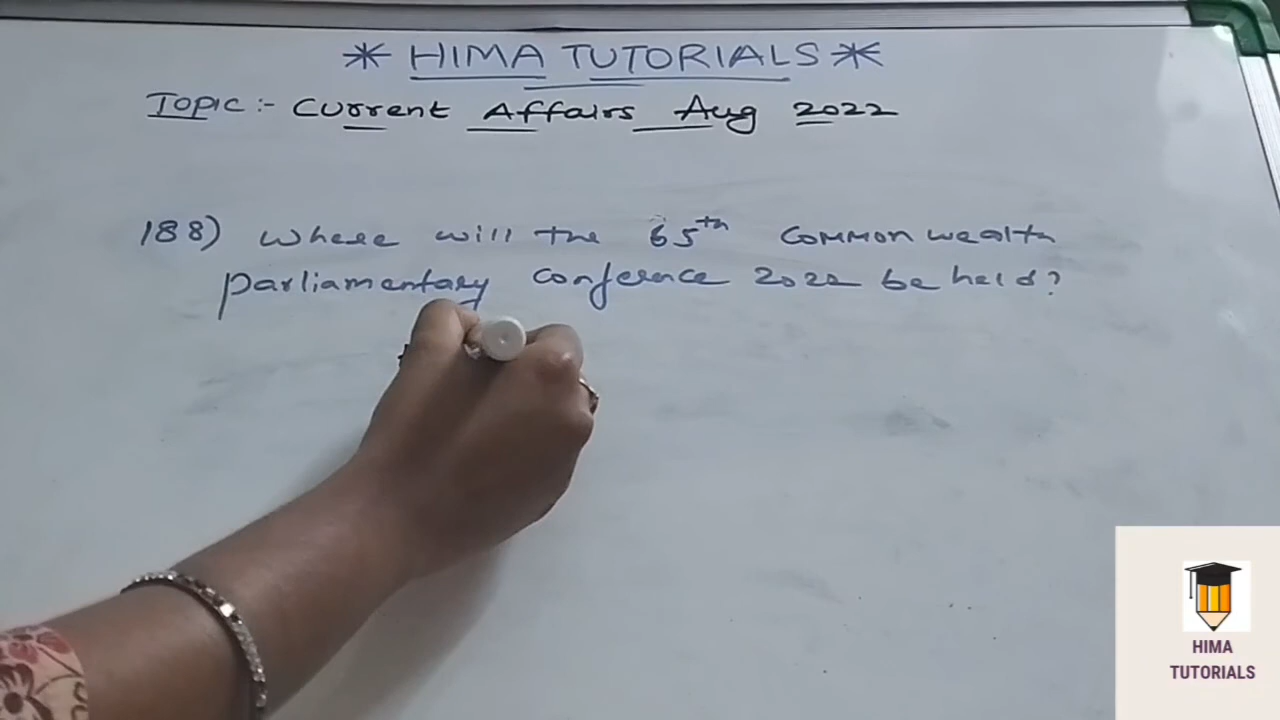 * HIMA TUTORIALS *
Topic:- Current Affairs Aug 2022
188) Where will the 65th Commonwealth
parliamentary conference 2022 be held?
HIMA
TUTORIALS